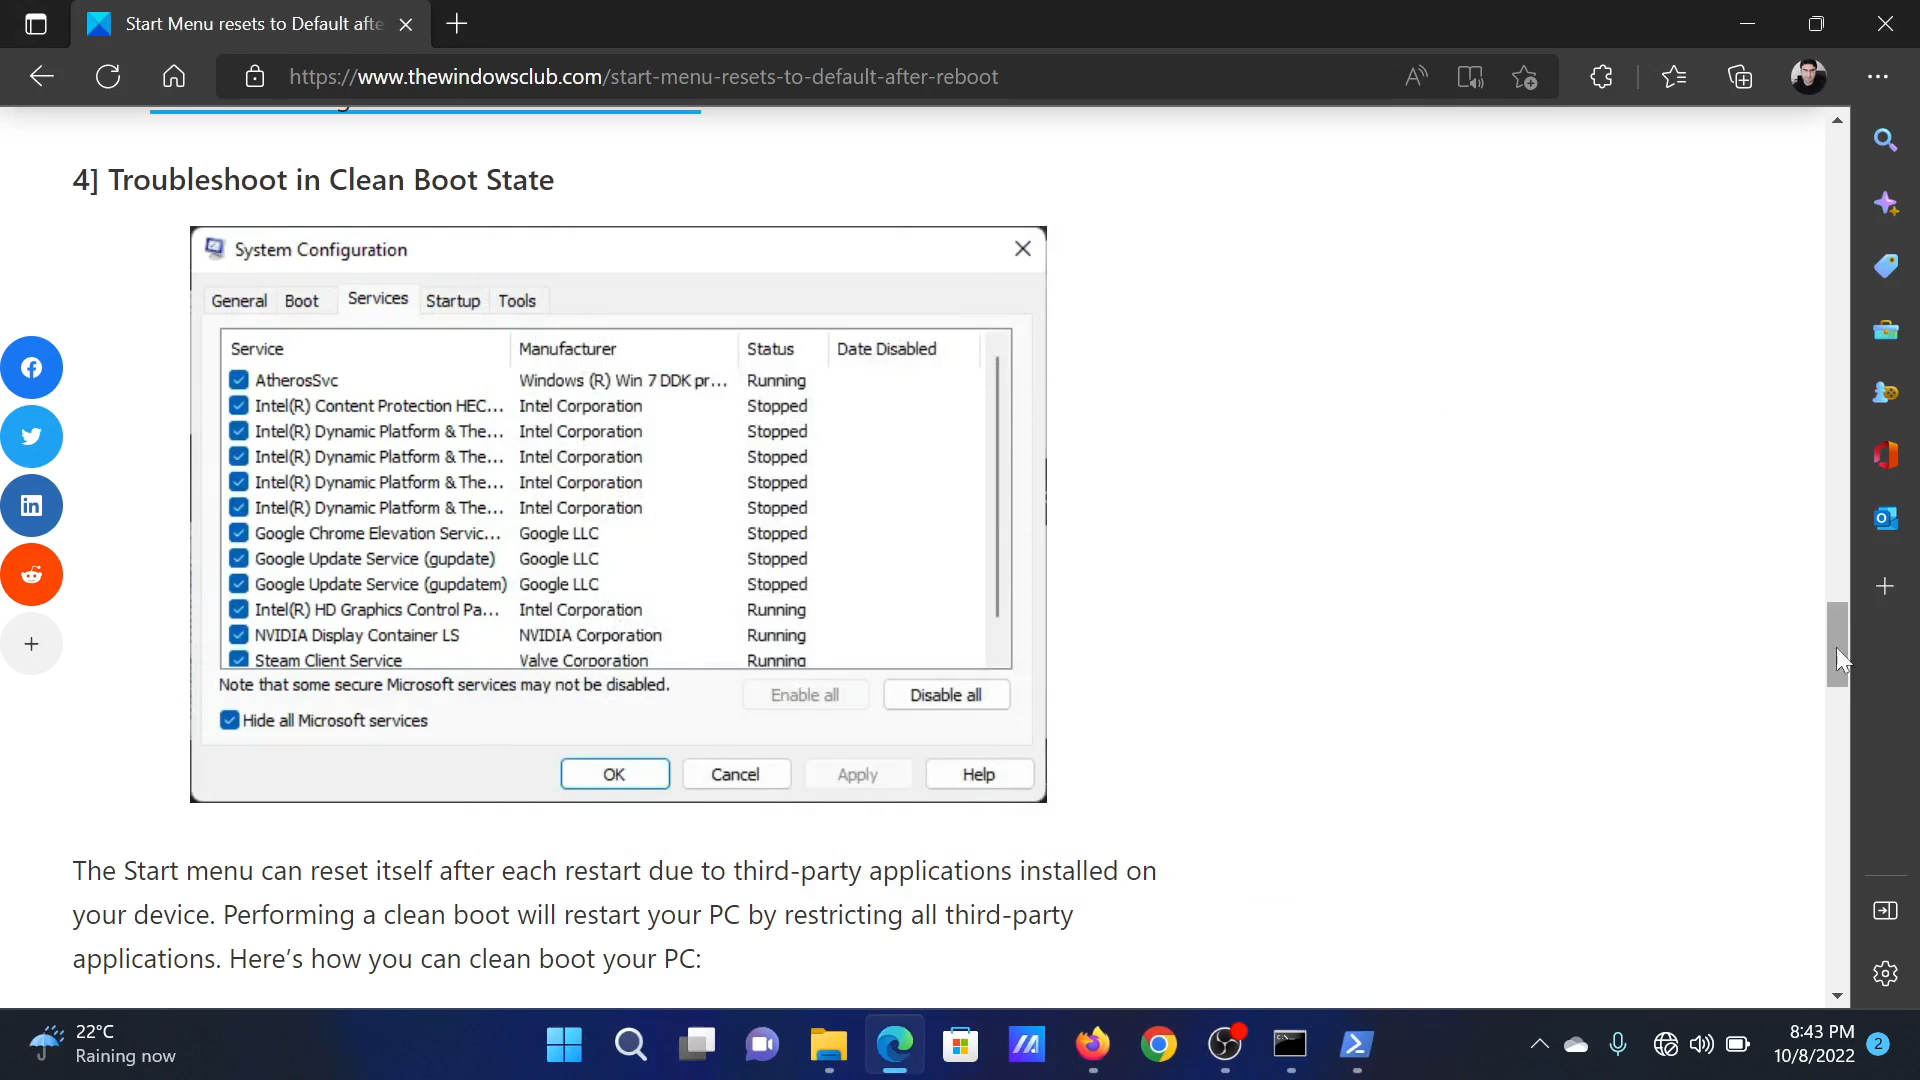 Start Menu resets to Default afte
https://www.thewindowsclub.com/start-menu-resets-to-default-after-reboot
4] Troubleshoot in Clean Boot State
System Configuration
General Boot Services Startup Tools
Service Manufacturer Status Date Disabled
AtherosSvc Windows (R) Win 7 DDK pr... Running
Intel(R) Content Protection HEC... Intel Corporation Stopped
Intel(R) Dynamic Platform & The... Intel Corporation Stopped
Intel(R) Dynamic Platform & The... Intel Corporation Stopped
Intel(R) Dynamic Platform & The... Intel Corporation Stopped
Intel(R) Dynamic Platform & The... Intel Corporation Stopped
Google Chrome Elevation Servic... Google LLC Stopped
Google Update Service (gupdate) Google LLC Stopped
Google Update Service (gupdatem) Google LLC Stopped
Intel(R) HD Graphics Control Pa... Intel Corporation Running
NVIDIA Display Container LS NVIDIA Corporation Running
Steam Client Service Valve Corporation Running
Note that some secure Microsoft services may not be disabled.
Enable all Disable all
Hide all Microsoft services
OK Cancel Apply Help
The Start menu can reset itself after each restart due to third-party applications installed on
your device. Performing a clean boot will restart your PC by restricting all third-party
applications. Here’s how you can clean boot your PC:
22°C
Raining now
8:43 PM
10/8/2022
2